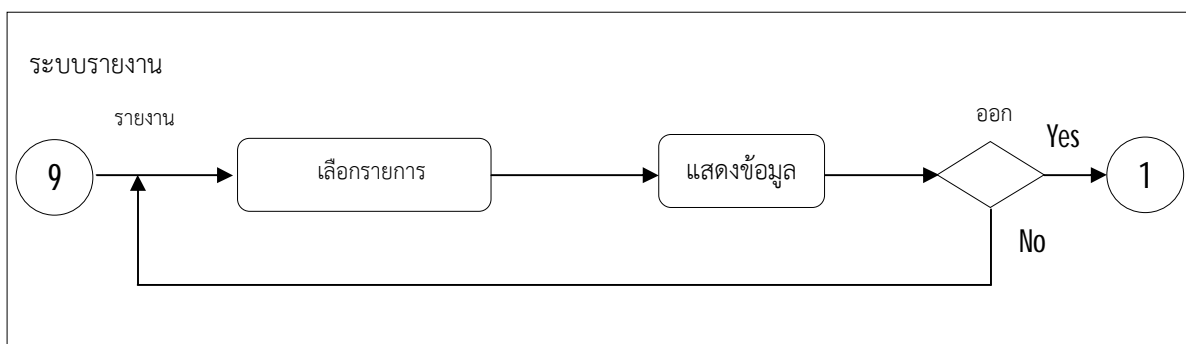 ระบบรายงาน
รายงาน
ออก
Yes
9
เลือกรายการ
แสดงข้อมูล
1
No